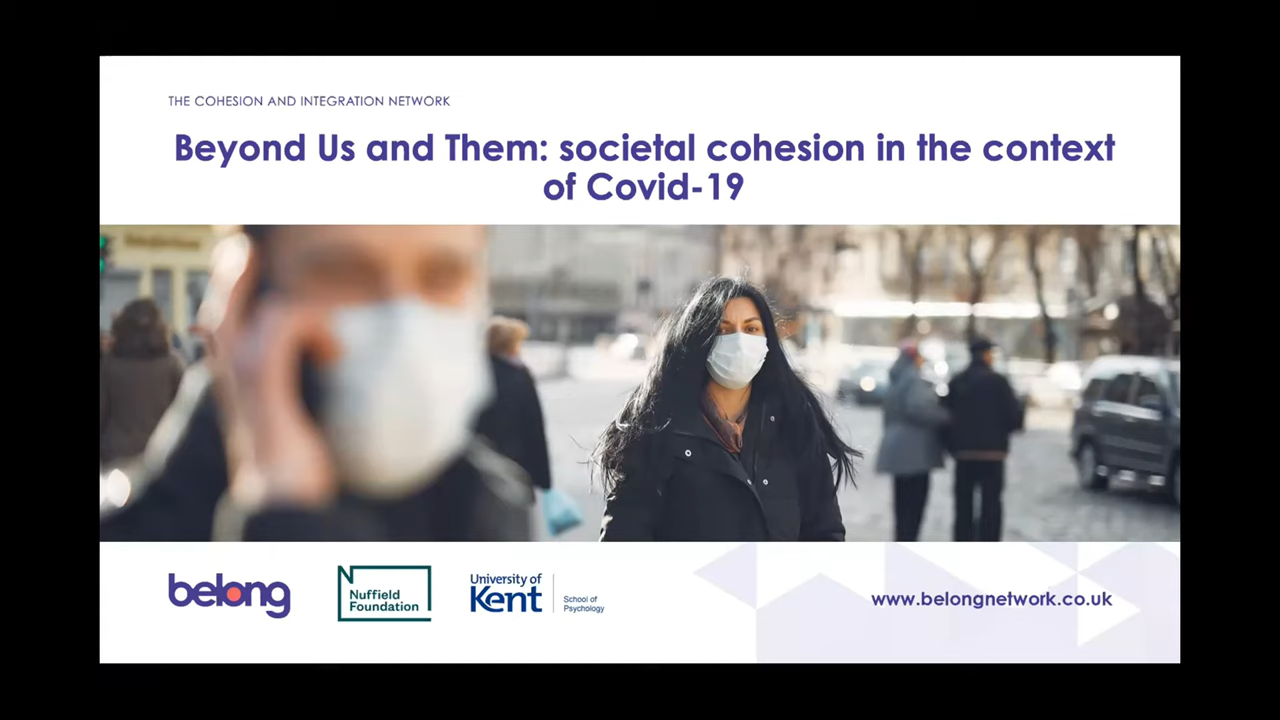 THE COHESION AND INTEGRATION NETWORK
Beyond Us and Them: societal cohesion in the context
of Covid-19
belong
Nuffield
Foundation
University of
Kent
School of
Psychology
www.belongnetwork.co.uk